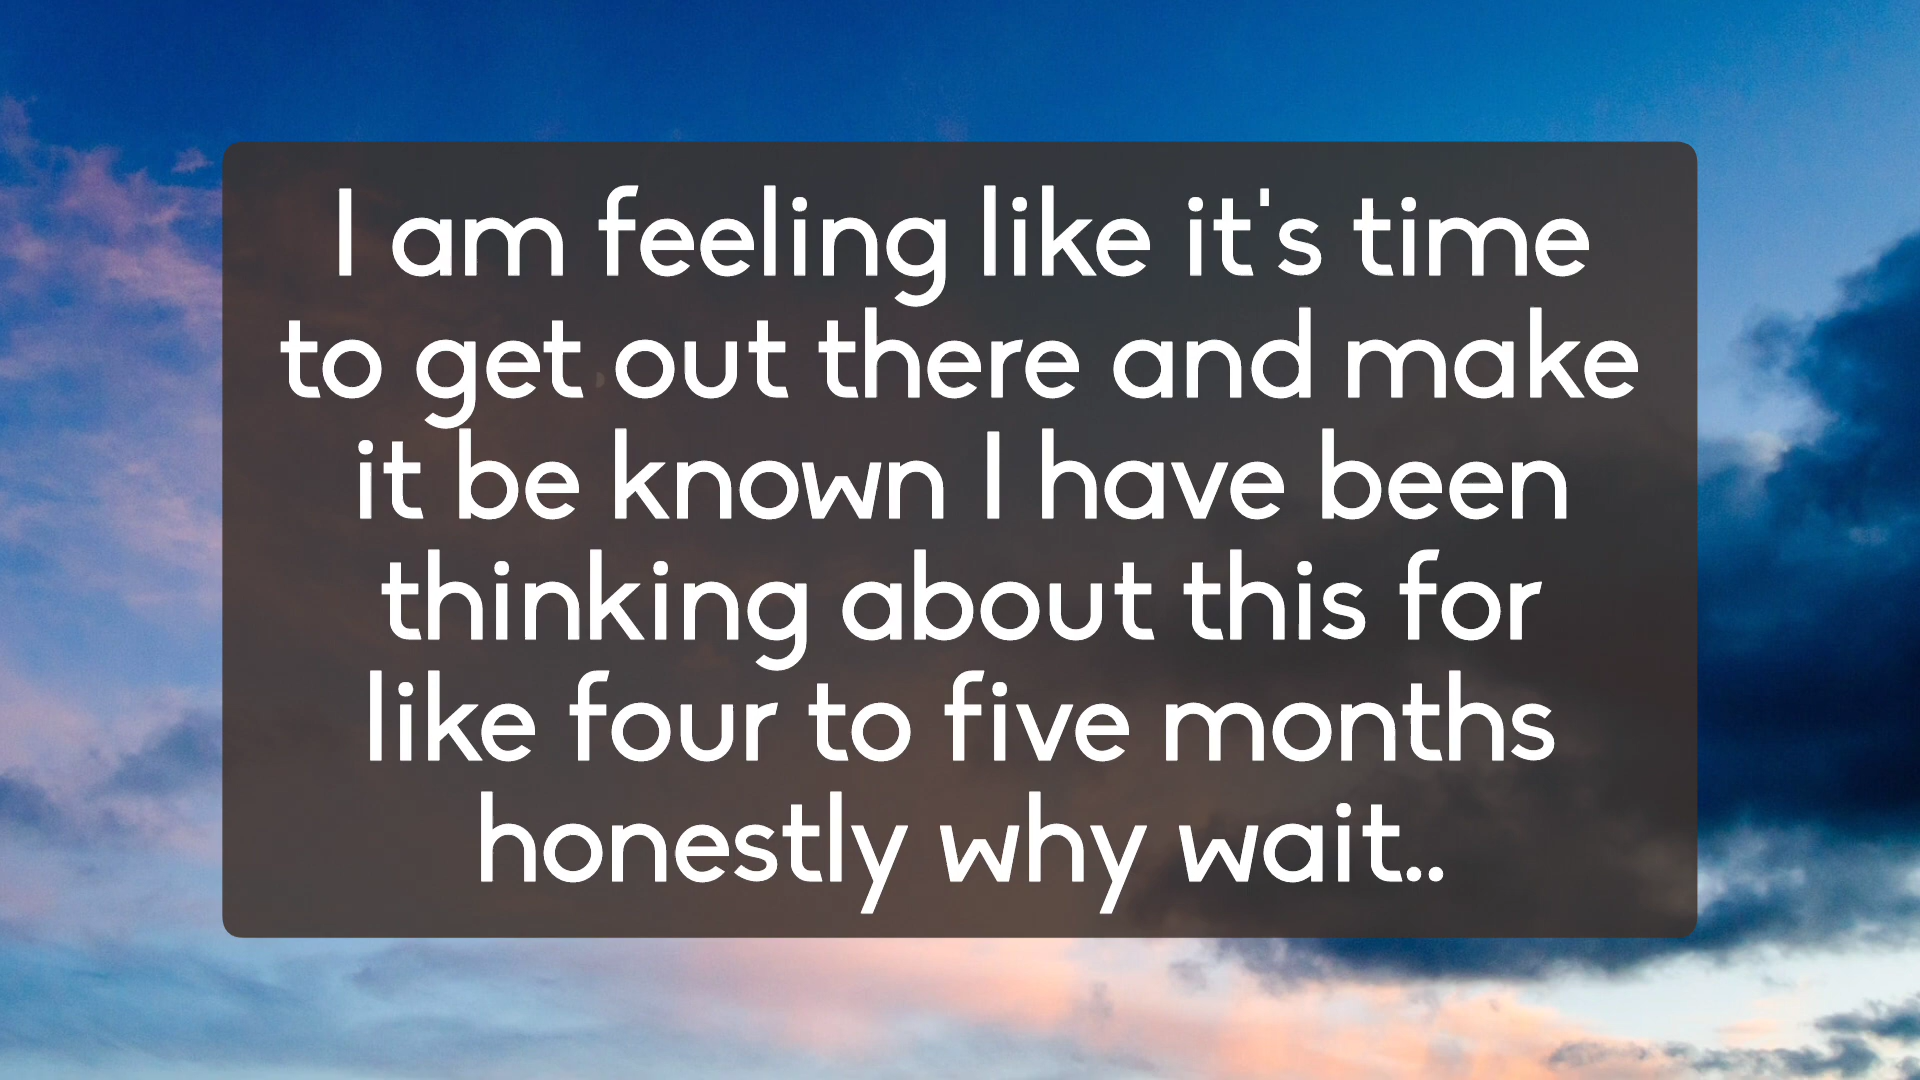 I am feeling like it's time
to get out there and make
it be known I have been
thinking about this for
like four to five months
honestly why wait..